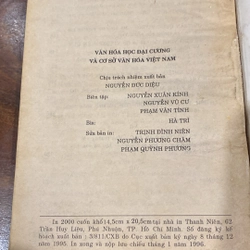 VĂN HÓA HỌC ĐẠI CƯƠNG
VÀ CƠ SỞ VĂN HÓA VIỆT NAM
Chịu trách nhiệm xuất bản
NGUYỄN ĐỨC DIỆU
Biên tập: NGUYỄN XUÂN KÍNH
NGUYỄN VŨ CƯ
PHẠM VĂN TÌNH
Bìa: HÀ TRÍ
Sửa bản in: TRỊNH ĐÌNH NIÊN
NGUYỄN PHƯƠNG CHÂM
PHẠM QUỲNH PHƯƠNG
In 2000 cuốn khổ 14,5cm x 20,5cm tại nhà in Thanh Niên, 62
Trần Huy Liệu, Phú Nhuận, TP. Hồ Chí Minh. Số đăng ký kế
hoạch xuất bản: /CXB do Cục xuất bản ký ngày 8 tháng 12
năm 1995. In xong và nộp lưu chiểu tháng 1 năm 1996.